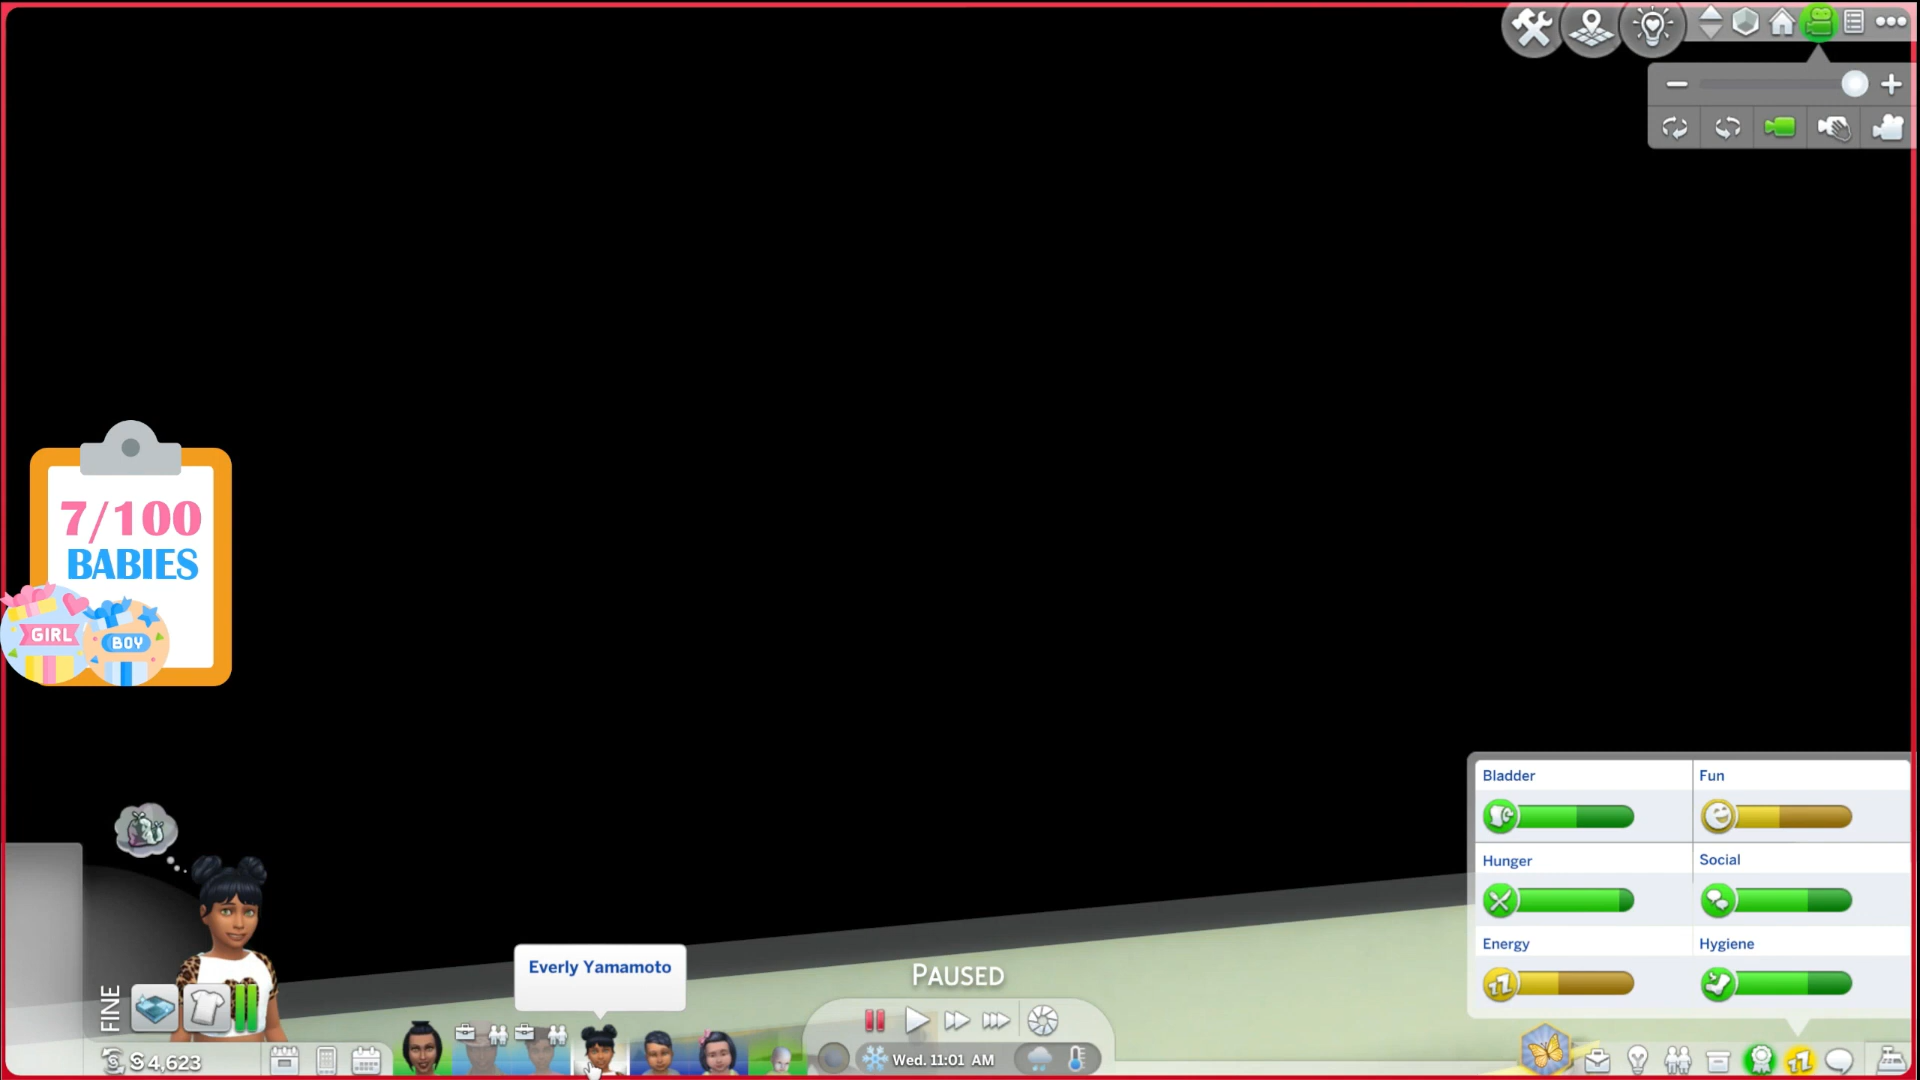 7/100
BABIES
GIRL
BOY
Bladder
Fun
Hunger
Social
Energy
Hygiene
Everly Yamamoto
PAUSED
FINE
4,623
Wed. 11:01 AM